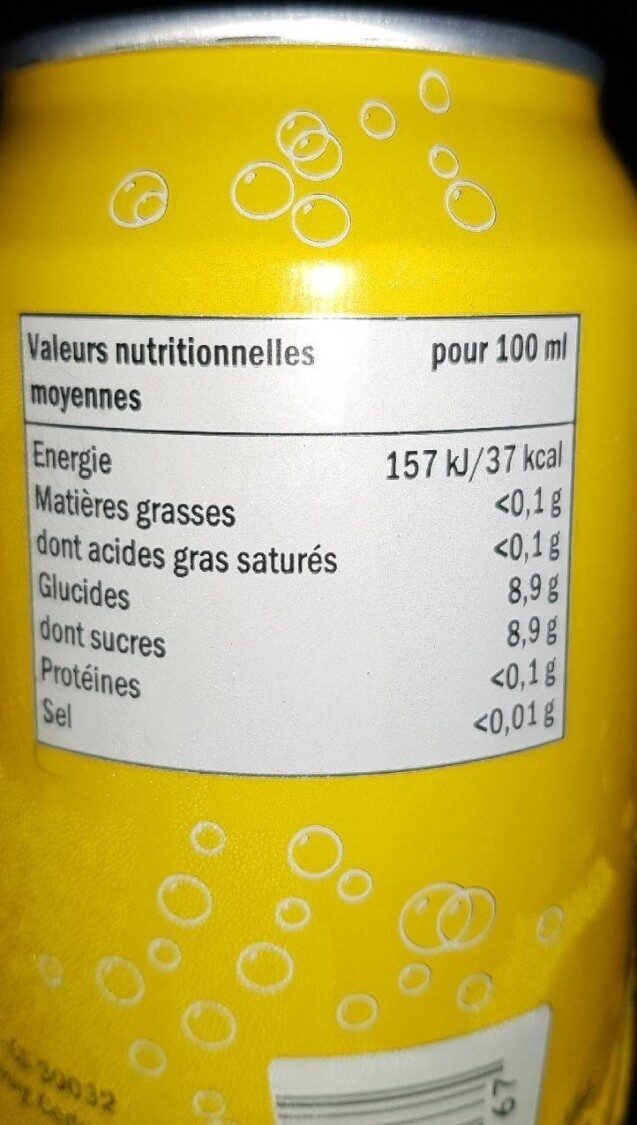 Valeurs nutritionnelles pour 100 ml
moyennes
Energie 157 kJ/37 kcal
Matières grasses <0,1 g
dont acides gras saturés <0,1 g
Glucides 8,9 g
dont sucres 8,9 g
Protéines <0,1 g
Sel <0,01 g
67